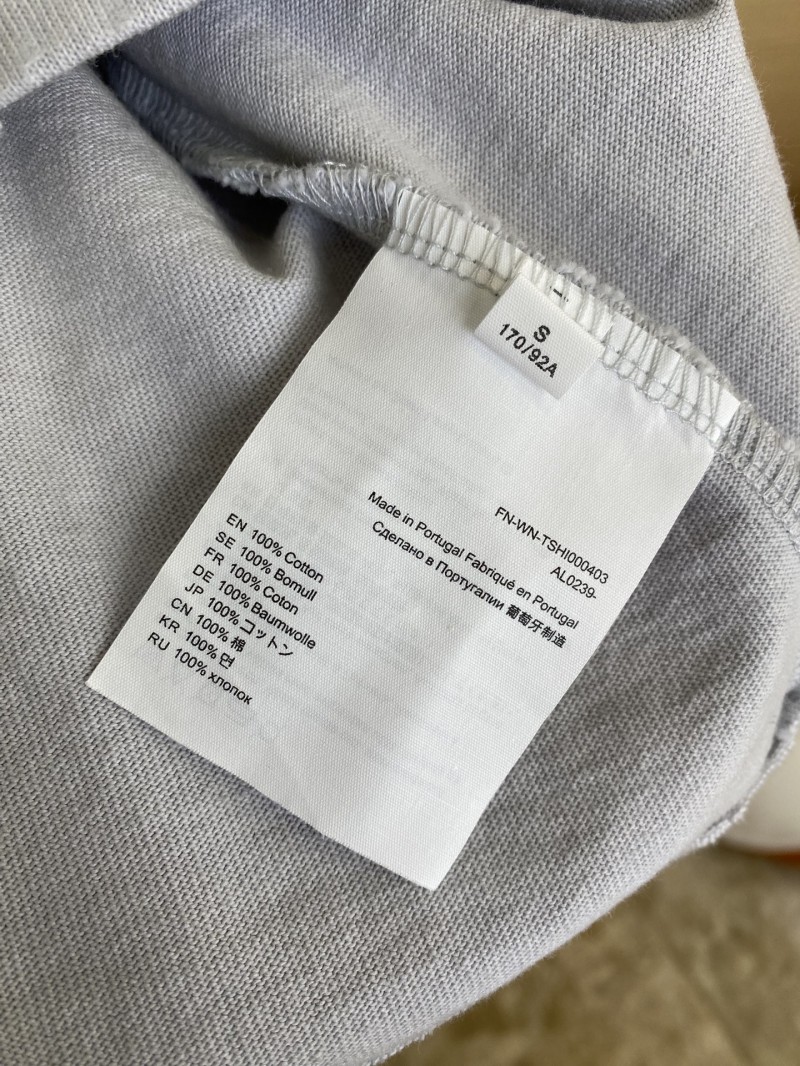 S
170/92A
FN-WN-TSHI000403
AL0239-
Made in Portugal Fabriqué en Portugal
Сделано в Португалии 葡萄牙制造
EN 100% Cotton
SE 100% Bomull
FR 100% Coton
DE 100% Baumwolle
JP 100% コットン
CN 100% 棉
KR 100% 면
RU 100% хлопок